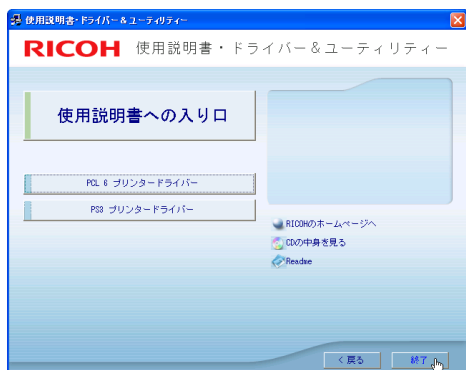 使用説明書・ドライバー＆ユーティリティー
RICOH 使用説明書・ドライバー＆ユーティリティー
使用説明書への入り口
PCL 6 プリンタードライバー
PS3 プリンタードライバー
RICOHのホームページへ
CDの中身を見る
Readme
＜戻る 終了